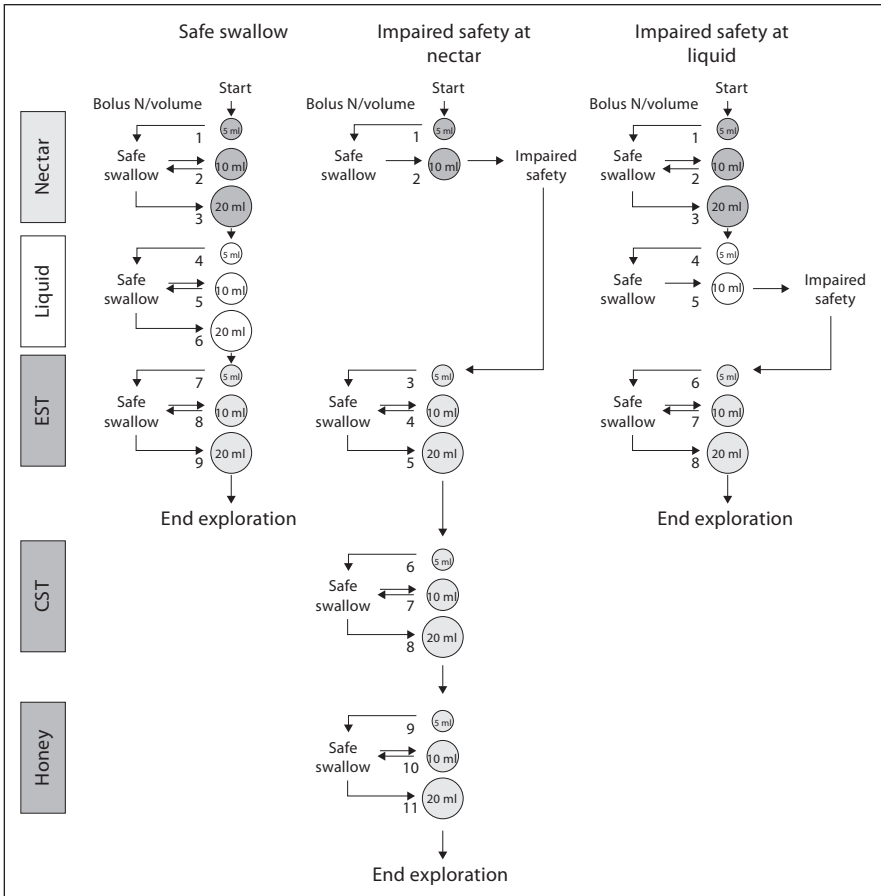 Safe swallow
Impaired safety at
nectar
Impaired safety at
liquid
Nectar
Liquid
EST
CST
Honey
Start
Bolus N/volume
1
5 ml
Safe
swallow
2
10 ml
3
20 ml
4
5 ml
Safe
swallow
5
10 ml
6
20 ml
7
5 ml
Safe
swallow
8
10 ml
9
20 ml
End exploration
Start
Bolus N/volume
1
5 ml
Safe
swallow
2
10 ml
Impaired
safety
3
5 ml
Safe
swallow
4
10 ml
5
20 ml
6
5 ml
Safe
swallow
7
10 ml
8
20 ml
9
5 ml
Safe
swallow
10
10 ml
11
20 ml
End exploration
Start
Bolus N/volume
1
5 ml
Safe
swallow
2
10 ml
3
20 ml
4
5 ml
Safe
swallow
5
10 ml
Impaired
safety
6
5 ml
Safe
swallow
7
10 ml
8
20 ml
End exploration